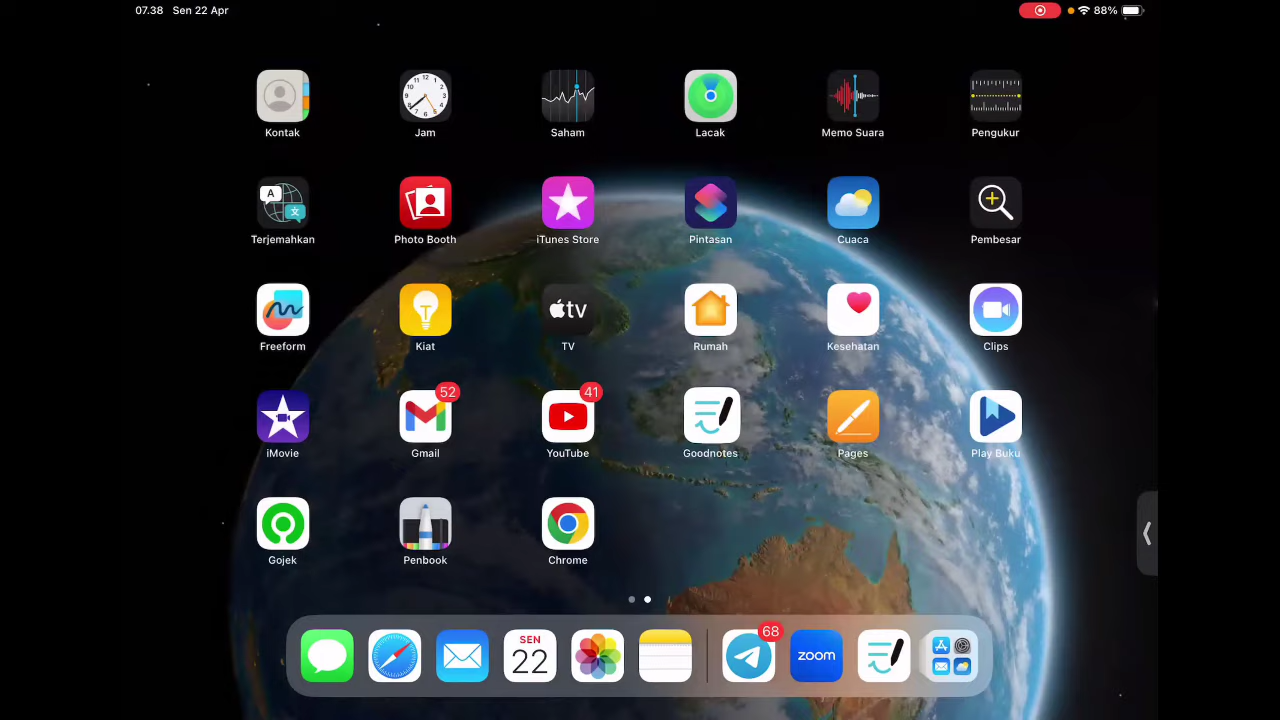 07.38 Sen 22 Apr
88%
Kontak
Jam
Saham
Lacak
Memo Suara
Pengukur
Terjemahkan
Photo Booth
iTunes Store
Pintasan
Cuaca
Pembesar
Freeform
Kiat
tv
TV
Rumah
Kesehatan
Clips
52
41
iMovie
Gmail
YouTube
Goodnotes
Pages
Play Buku
Gojek
Penbook
Chrome
SEN
22
68
zoom